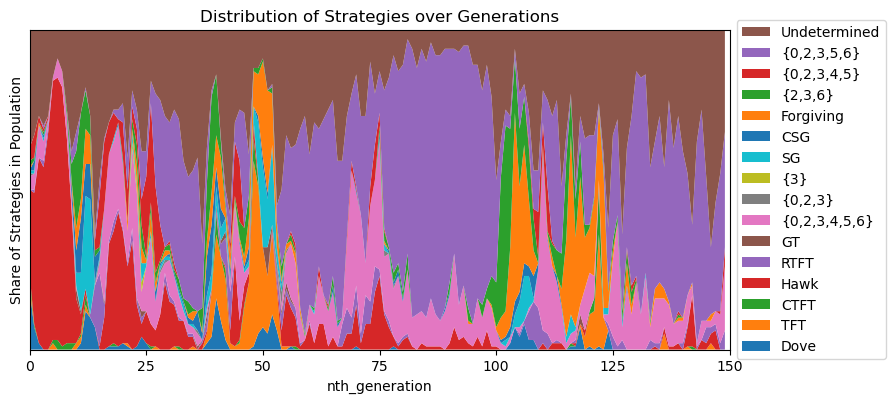 Distribution of Strategies over Generations
Share of Strategies in Population
0
25
50
75
100
125
150
nth_generation
Undetermined
{0,2,3,5,6}
{0,2,3,4,5}
{2,3,6}
Forgiving
CSG
SG
{3}
{0,2,3}
{0,2,3,4,5,6}
GT
RTFT
Hawk
CTFT
TFT
Dove